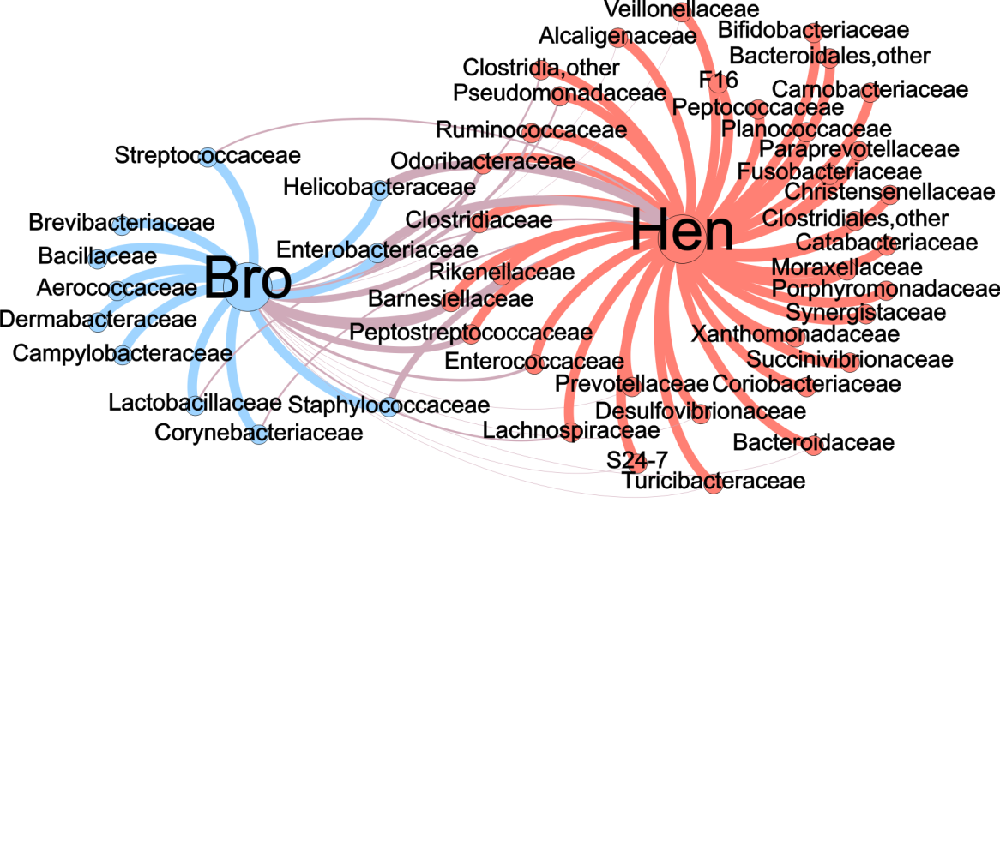 Veillonellaceae
Alcaligenaceae
Bifidobacteriaceae
Bacteroidales,other
Clostridia,other
F16
Pseudomonadaceae
Carnobacteriaceae
Peptococcaceae
Ruminococcaceae
Planococcaceae
Paraprevotellaceae
Streptococcaceae
Odoribacteraceae
Fusobacteriaceae
Helicobacteraceae
Christensenellaceae
Brevibacteriaceae
Clostridiaceae
Hen
Clostridiales,other
Catabacteriaceae
Bacillaceae
Enterobacteriaceae
Moraxellaceae
Rikenellaceae
Bro
Aerococcaceae
Porphyromonadaceae
Barnesiellaceae
Synergistaceae
Dermabacteraceae
Peptostreptococcaceae
Xanthomonadaceae
Campylobacteraceae
Enterococcaceae
Succinivibrionaceae
Prevotellaceae
Coriobacteriaceae
Lactobacillaceae
Staphylococcaceae
Desulfovibrionaceae
Corynebacteriaceae
Lachnospiraceae
Bacteroidaceae
S24-7
Turicibacteraceae